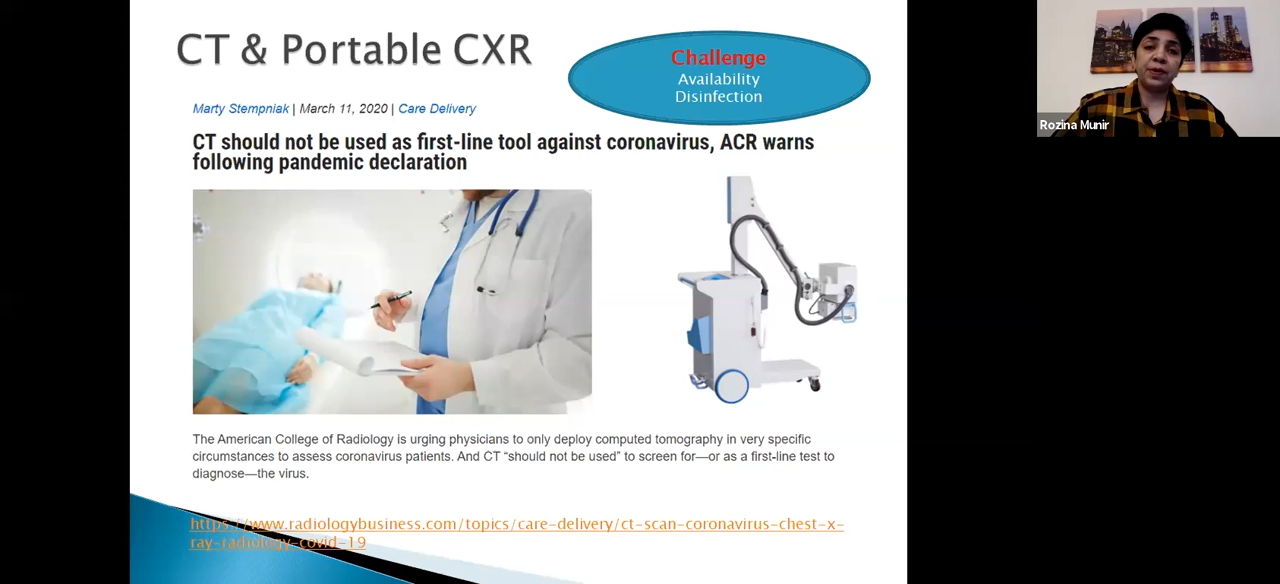 CT & Portable CXR
Challenge
Availability
Disinfection
Marty Stempniak | March 11, 2020 | Care Delivery
CT should not be used as first-line tool against coronavirus, ACR warns
following pandemic declaration
Rozina Munir
The American College of Radiology is urging physicians to only deploy computed tomography in very specific
circumstances to assess coronavirus patients. And CT “should not be used” to screen for—or as a first-line test to
diagnose—the virus.
https://www.radiologybusiness.com/topics/care-delivery/ct-scan-coronavirus-chest-x-
ray-radiology-covid-19